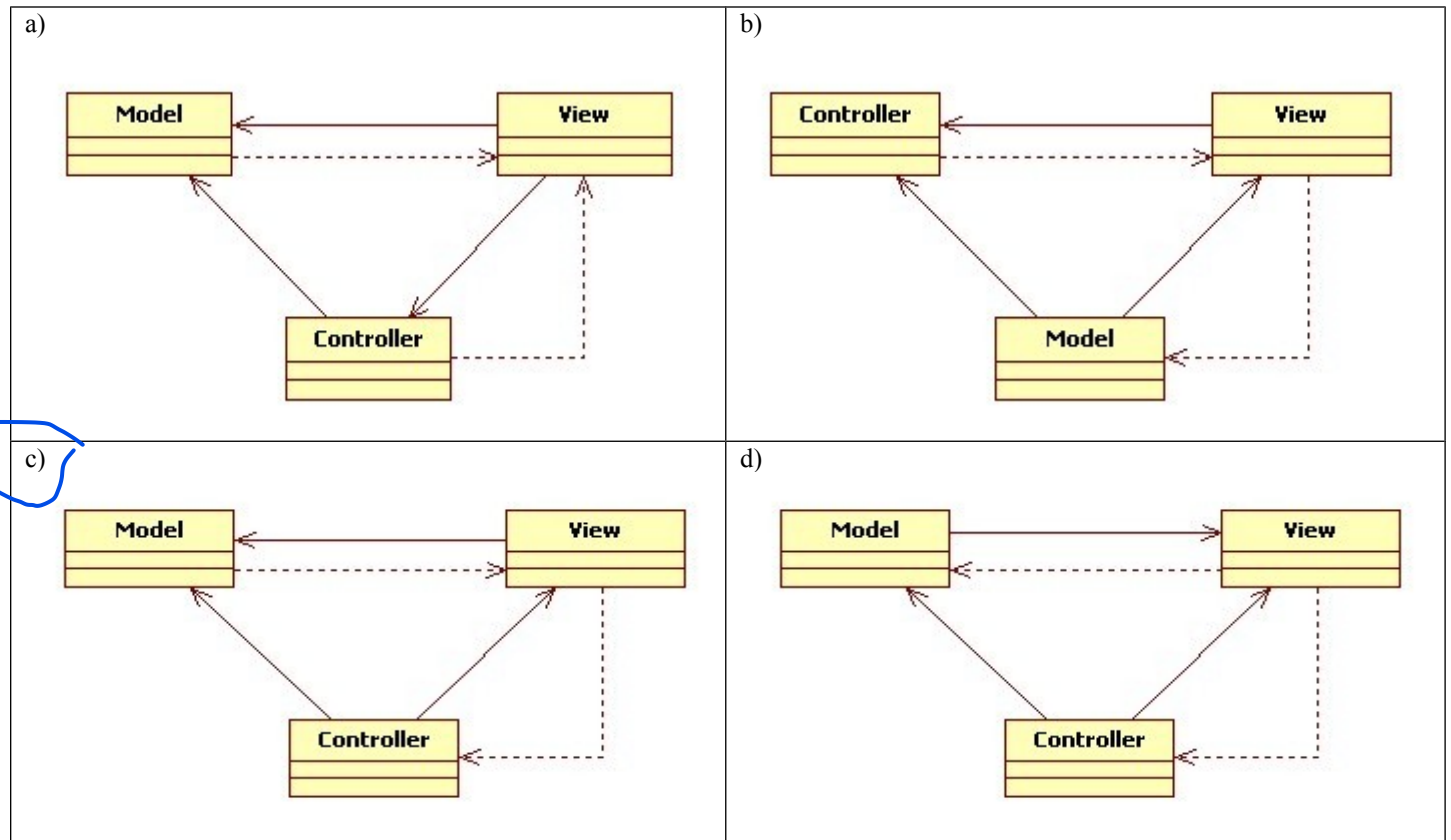 a)
Model
View
Controller
b)
Controller
View
Model
c)
Model
View
Controller
d)
Model
View
Controller